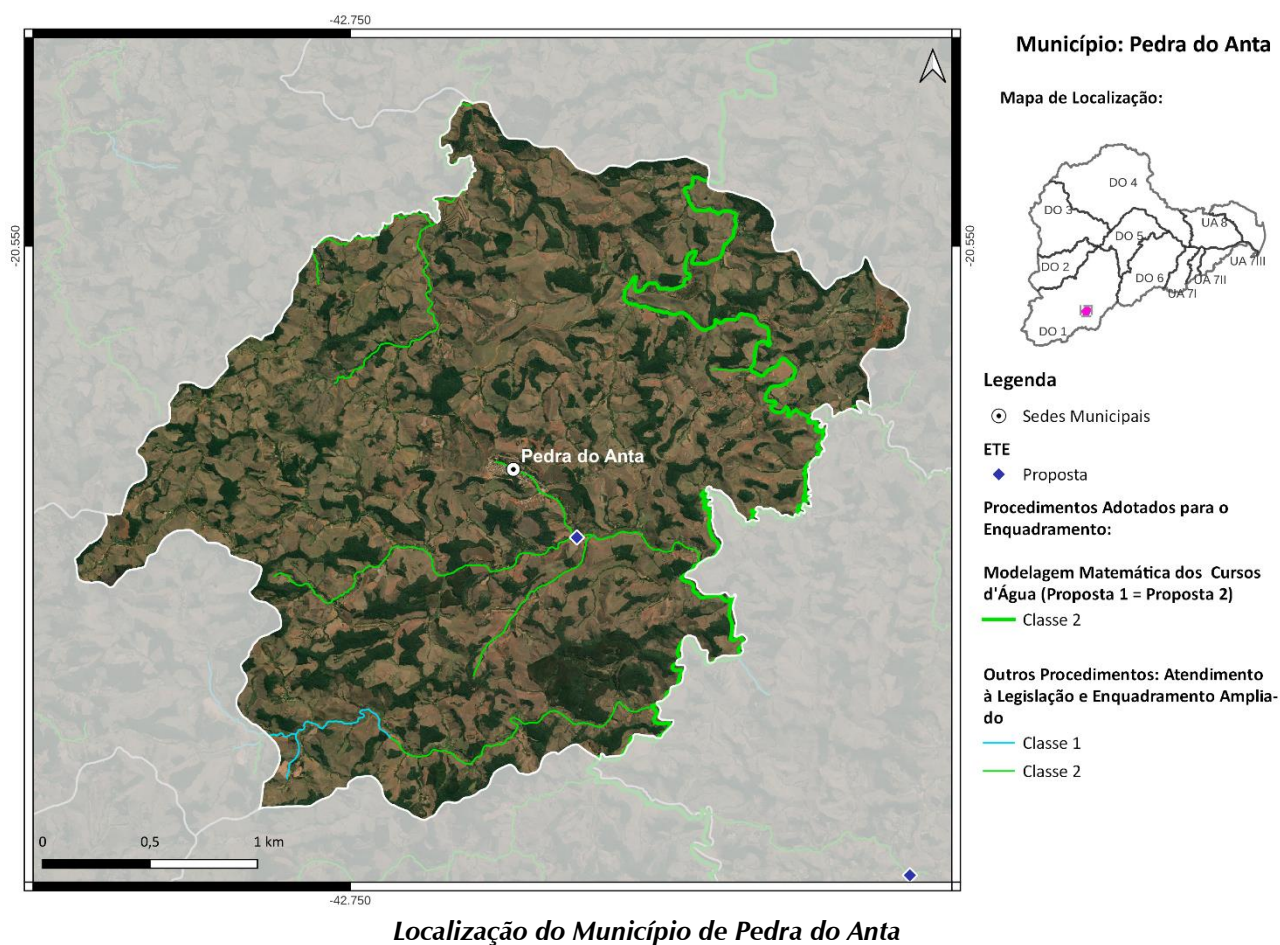 -42.750
Município: Pedra do Anta
Mapa de Localização:
DO 4
DO 3
UA 8
DO 5
UA 7III
DO 2
DO 6
UA 7II
UA 7I
DO 1
-20.550
-20.550
Legenda
Sedes Municipais
ETE
Proposta
Procedimentos Adotados para o
Enquadramento:
Modelagem Matemática dos Cursos
d'Água (Proposta 1 = Proposta 2)
Classe 2
Outros Procedimentos: Atendimento
à Legislação e Enquadramento Amplia-
do
Classe 1
Classe 2
Pedra do Anta
0 0,5 1 km
-42.750
Localização do Município de Pedra do Anta